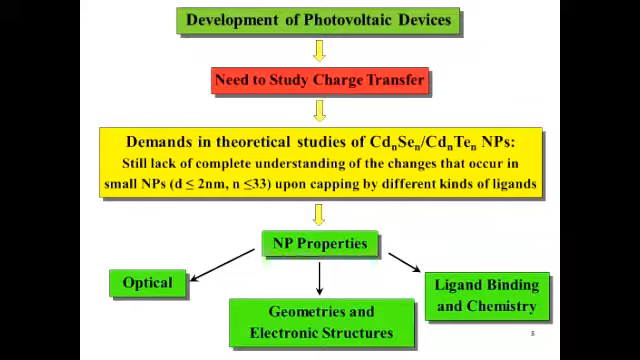 Development of Photovoltaic Devices
Need to Study Charge Transfer
Demands in theoretical studies of CdnSen/CdnTen NPs:
Still lack of complete understanding of the changes that occur in
small NPs (d ≤ 2nm, n ≤33) upon capping by different kinds of ligands
NP Properties
Optical
Geometries and
Electronic Structures
Ligand Binding
and Chemistry
8